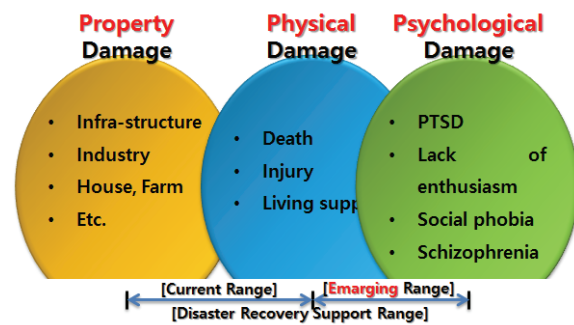 Property
Damage
Physical
Damage
Psychological
Damage
• Infra-structure
• Industry
• House, Farm
• Etc.
• Death
• Injury
• Living supp
• PTSD
• Lack of
enthusiasm
• Social phobia
• Schizophrenia
[Current Range]
[Emarging Range]
[Disaster Recovery Support Range]